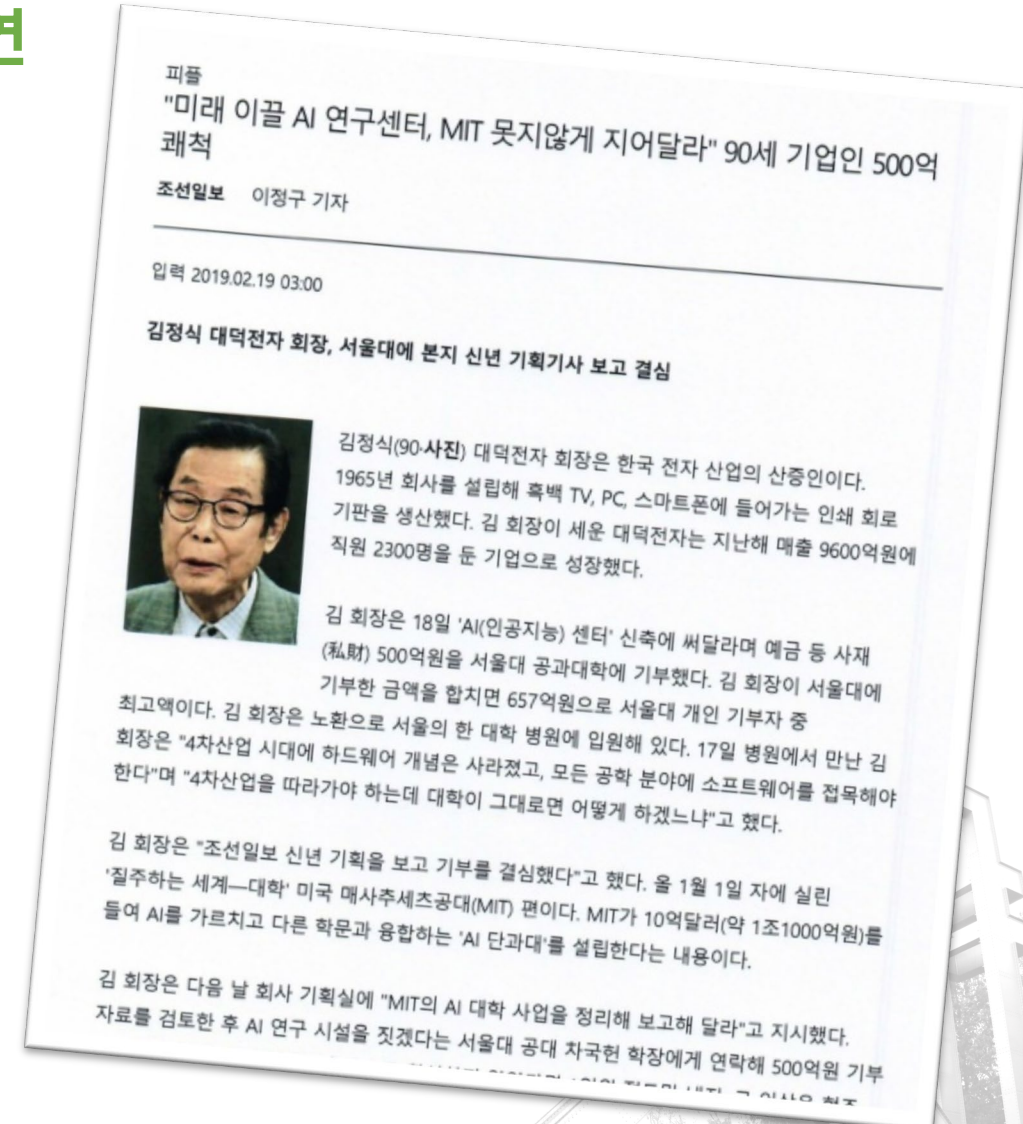 피플
"미래 이끌 AI 연구센터, MIT 못지않게 지어달라" 90세 기업인 500억
쾌척
조선일보 이정구 기자
입력 2019.02.19 03:00
김정식 대덕전자 회장, 서울대에 본지 신년 기획기사 보고 결심
김정식(90·사진) 대덕전자 회장은 한국 전자 산업의 산증인이다.
1965년 회사를 설립해 흑백 TV, PC, 스마트폰에 들어가는 인쇄 회로
기판을 생산했다. 김 회장이 세운 대덕전자는 지난해 매출 9600억원에
직원 2300명을 둔 기업으로 성장했다.
김 회장은 18일 'AI(인공지능) 센터' 신축에 써달라며 예금 등 사재
(私財) 500억원을 서울대 공과대학에 기부했다. 김 회장이 서울대에
기부한 금액을 합치면 657억원으로 서울대 개인 기부자 중
최고액이다. 김 회장은 노환으로 서울의 한 대학 병원에 입원해 있다. 17일 병원에서 만난 김
회장은 "4차산업 시대에 하드웨어 개념은 사라졌고, 모든 공학 분야에 소프트웨어를 접목해야
한다"며 "4차산업을 따라가야 하는데 대학이 그대로면 어떻게 하겠느냐"고 했다.
김 회장은 "조선일보 신년 기획을 보고 기부를 결심했다"고 했다. 올 1월 1일 자에 실린
'질주하는 세계—대학' 미국 매사추세츠공대(MIT) 편이다. MIT가 10억달러(약 1조1000억원)를
들여 AI를 가르치고 다른 학문과 융합하는 'AI 단과대'를 설립한다는 내용이다.
김 회장은 다음 날 회사 기획실에 "MIT의 AI 대학 사업을 정리해 보고해 달라"고 지시했다.
자료를 검토한 후 AI 연구 시설을 짓겠다는 서울대 공대 차국헌 학장에게 연락해 500억원 기부